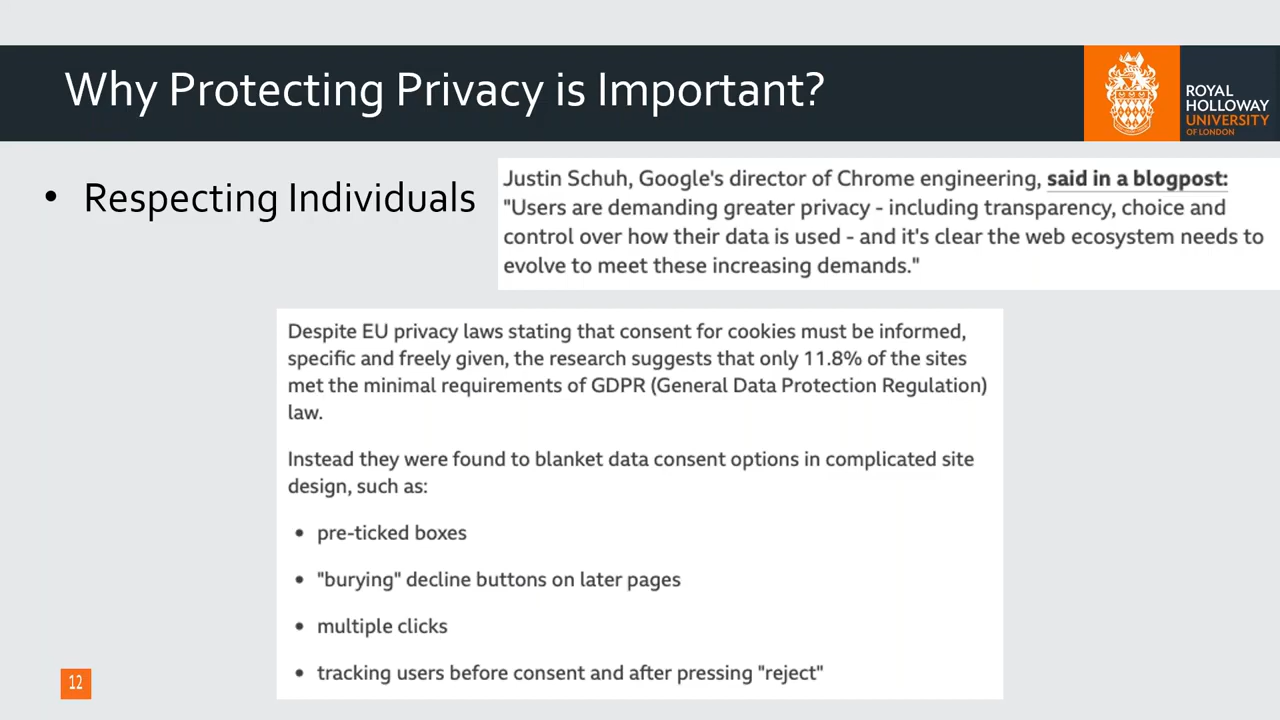 Why Protecting Privacy is Important?
ROYAL
HOLLOWAY
UNIVERSITY
OF LONDON
• Respecting Individuals
Justin Schuh, Google's director of Chrome engineering, said in a blogpost:
"Users are demanding greater privacy - including transparency, choice and
control over how their data is used - and it's clear the web ecosystem needs to
evolve to meet these increasing demands."
Despite EU privacy laws stating that consent for cookies must be informed,
specific and freely given, the research suggests that only 11.8% of the sites
met the minimal requirements of GDPR (General Data Protection Regulation)
law.
Instead they were found to blanket data consent options in complicated site
design, such as:
• pre-ticked boxes
• "burying" decline buttons on later pages
• multiple clicks
• tracking users before consent and after pressing "reject"
12